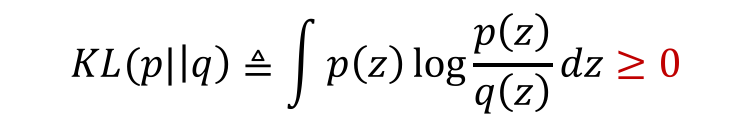 KL(p||q) ≜ ∫ p(z) log p(z)/q(z) dz ≥ 0